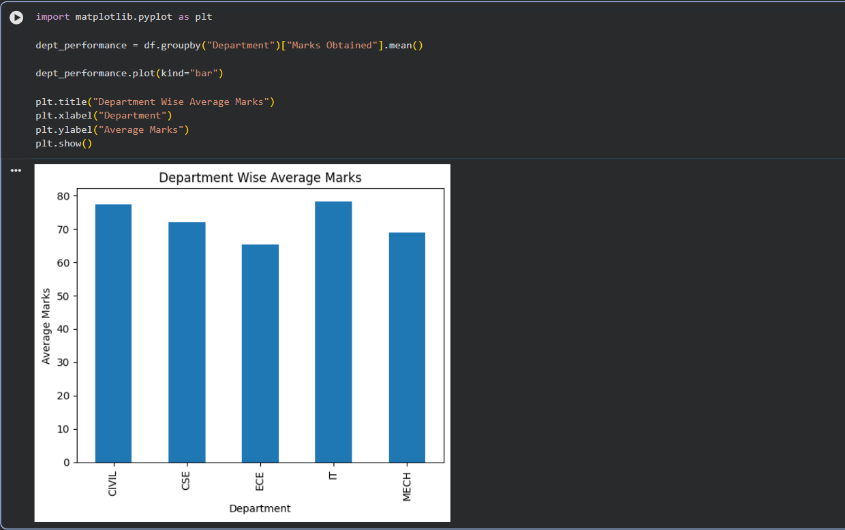 import matplotlib.pyplot as plt
dept_performance = df.groupby("Department")["Marks Obtained"].mean()
dept_performance.plot(kind="bar")
plt.title("Department Wise Average Marks")
plt.xlabel("Department")
plt.ylabel("Average Marks")
plt.show()
Department Wise Average Marks
80
70
60
50
40
30
20
10
0
Average Marks
CIVIL
CSE
ECE
IT
MECH
Department